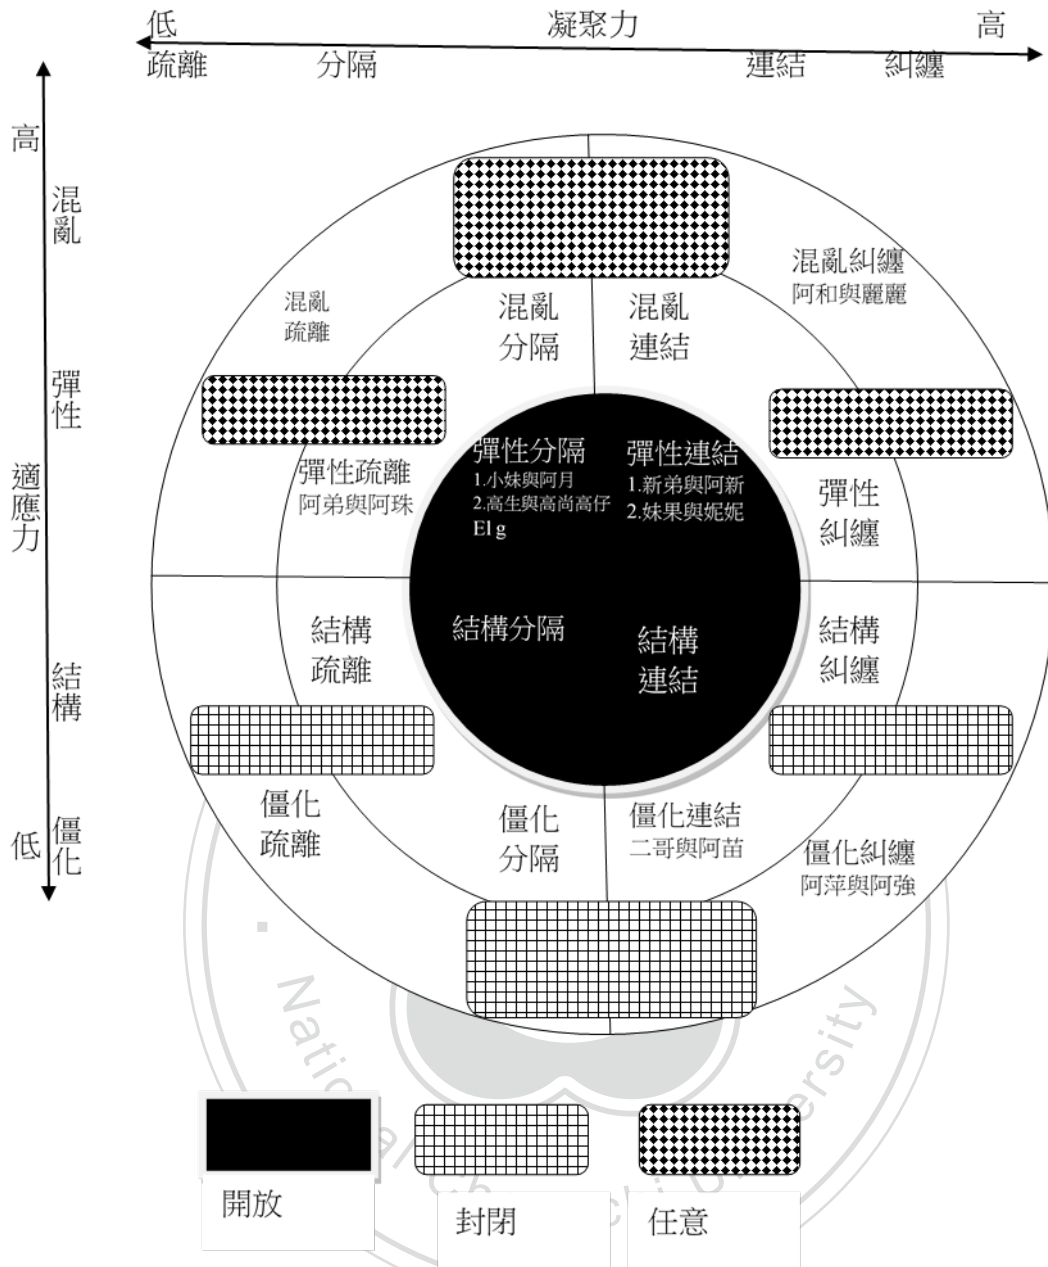 低 凝聚力 高
疏離 分隔 連結 糾纏
高
混亂
彈性
適應力
結構
低
僵化
混亂糾纏
阿和與麗麗
混亂
疏離
混亂
分隔
混亂
連結
彈性疏離
阿弟與阿珠
彈性分隔
1.小妹與阿月
2.高生與高尚高仔
El g
彈性連結
1.新弟與阿新
2.妹果與妮妮
彈性
糾纏
結構
疏離
結構分隔
結構
連結
結構
糾纏
僵化
疏離
僵化
分隔
僵化連結
二哥與阿苗
僵化糾纏
阿萍與阿強
開放
封閉
任意